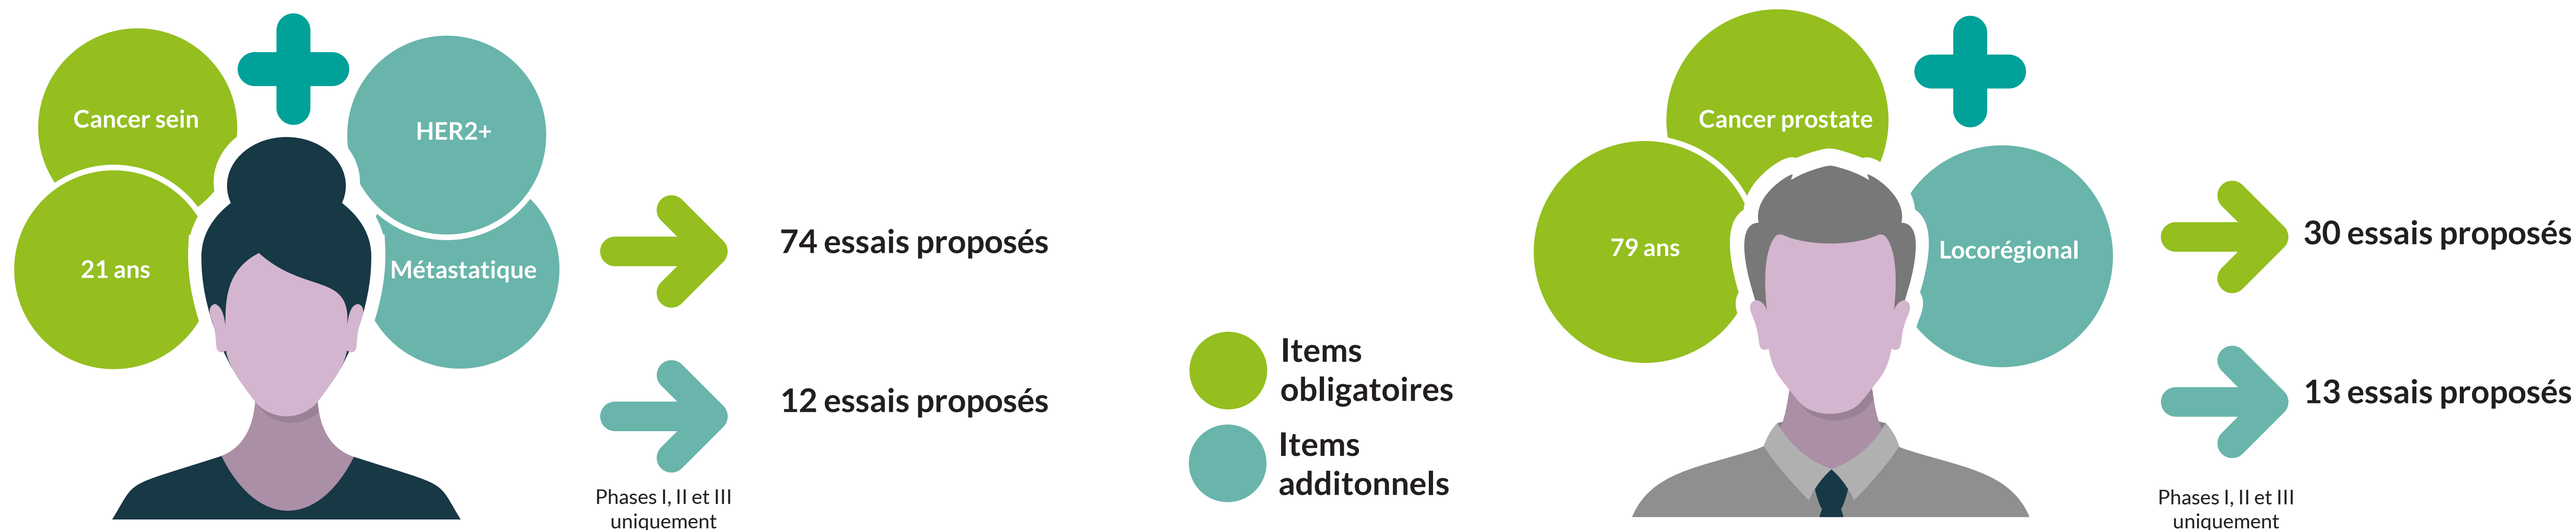 Cancer sein
HER2+
21 ans
Métastatique
74 essais proposés
12 essais proposés
Phases I, II et III
uniquement
Items
obligatoires
Items
additonnels
Cancer prostate
79 ans
Locorégional
30 essais proposés
13 essais proposés
Phases I, II et III
uniquement